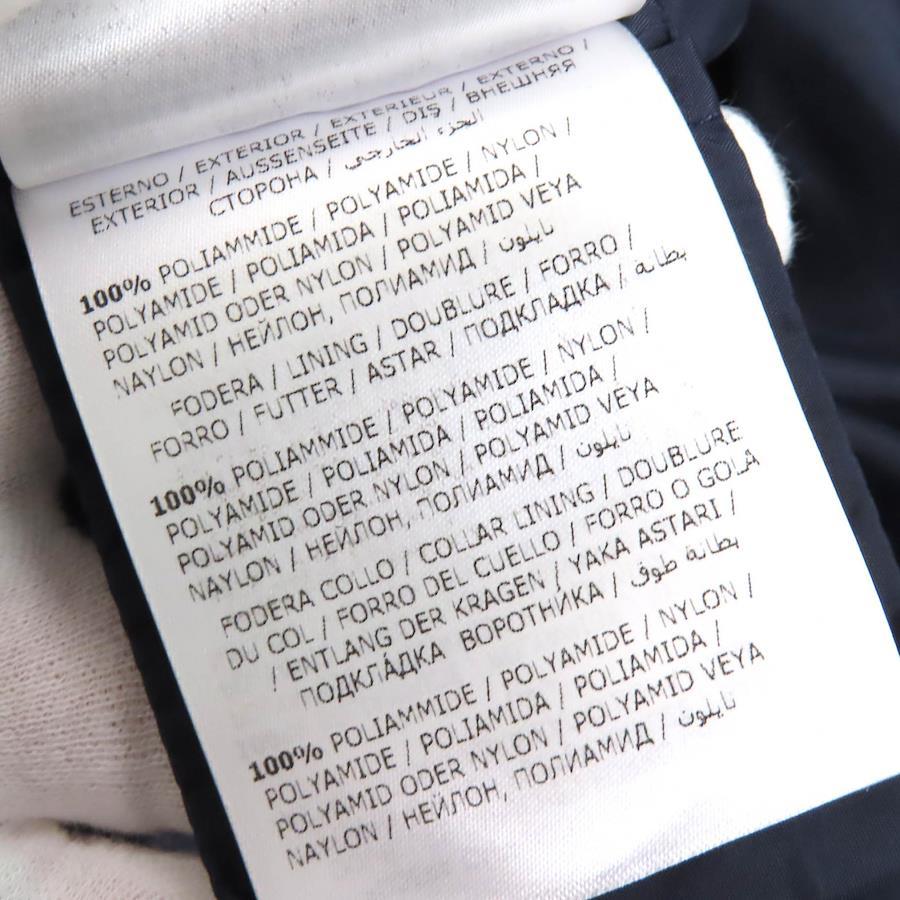 ESTERNO / EXTERIOR / EXTERIEUR / EXTERNO /
EXTERIOR / AUSSENSEITE / DIŞ / ВНЕШНЯЯ
СТОРОНА / الجزء الخارجي
100% POLIAMMIDE / POLYAMIDE / NYLON /
POLYAMIDE / POLIAMIDA / POLIAMIDA /
POLYAMID ODER NYLON / POLYAMID VEYA
NAYLON / НЕЙЛОН, ПОЛИАМИД / نايلون
FODERA / LINING / DOUBLURE / FORRO /
FORRO / FUTTER / ASTAR / ПОДКЛАДКА / بطانة
100% POLIAMMIDE / POLYAMIDE / NYLON /
POLYAMIDE / POLIAMIDA / POLIAMIDA /
POLYAMID ODER NYLON / POLYAMID VEYA
NAYLON / НЕЙЛОН, ПОЛИАМИД / نايلون
FODERA COLLO / COLLAR LINING / DOUBLURE
DU COL / FORRO DEL CUELLO / FORRO O GOLA
/ ENTLANG DER KRAGEN / YAKA ASTARI /
ПОДКЛА́ДКА ВОРОТНИ́КА / بطانة طوق
100% POLIAMMIDE / POLYAMIDE / NYLON /
POLYAMIDE / POLIAMIDA / POLIAMIDA /
POLYAMID ODER NYLON / POLYAMID VEYA
NAYLON / НЕЙЛОН, ПОЛИАМИД / نايلون